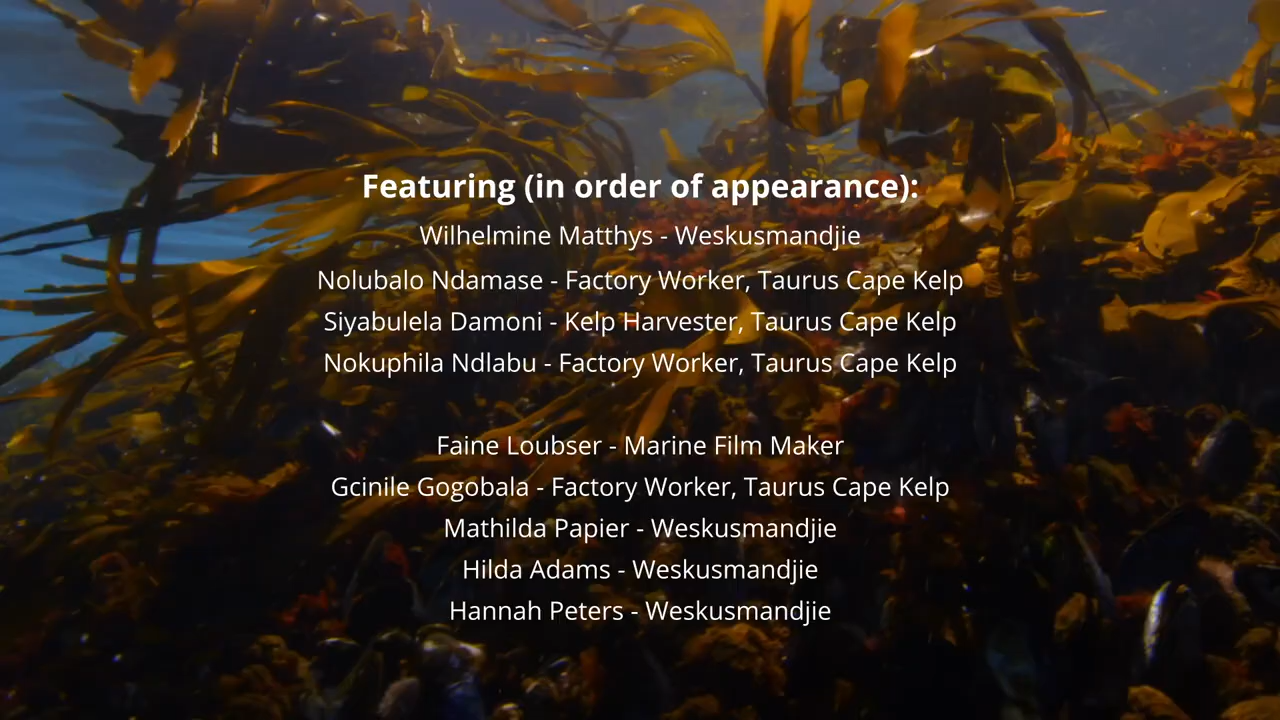 Featuring (in order of appearance):
Wilhelmine Matthys - Weskusmandjie
Nolubalo Ndamase - Factory Worker, Taurus Cape Kelp
Siyabulela Damoni - Kelp Harvester, Taurus Cape Kelp
Nokuphila Ndlabu - Factory Worker, Taurus Cape Kelp
Faine Loubser - Marine Film Maker
Gcinile Gogobala - Factory Worker, Taurus Cape Kelp
Mathilda Papier - Weskusmandjie
Hilda Adams - Weskusmandjie
Hannah Peters - Weskusmandjie